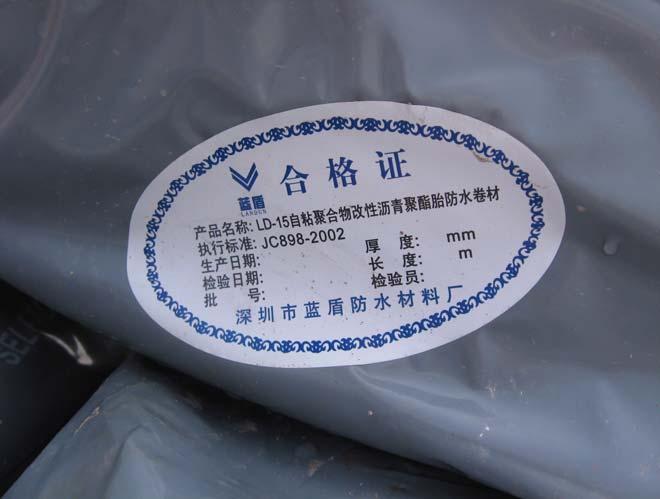 合格证
蓝盾
LANDUN
产品名称: LD-15自粘聚合物改性沥青聚酯胎防水卷材
执行标准: JC898-2002
生产日期:
厚 度: mm
检验日期:
长 度: m
批 号:
检验员:
深圳市蓝盾防水材料厂
SEL